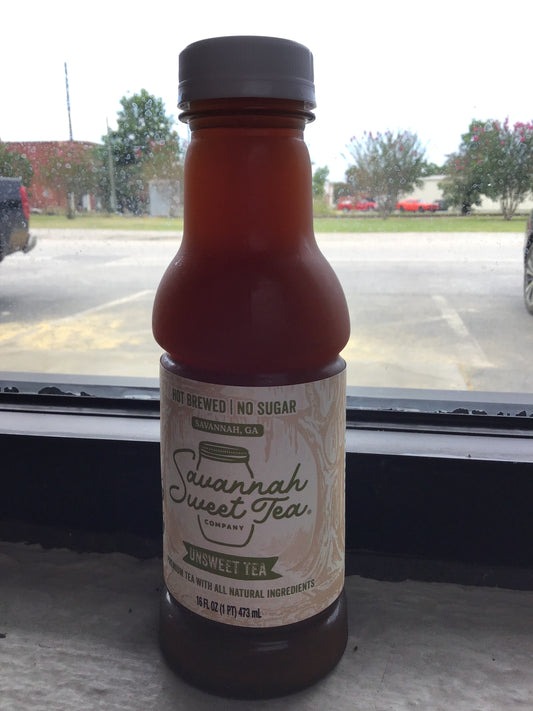 HOT BREWED | NO SUGAR
SAVANNAH, GA
Savannah
Sweet Tea®
COMPANY
UNSWEET TEA
PREMIUM TEA WITH ALL NATURAL INGREDIENTS
16 FL OZ (1 PT) 473 mL